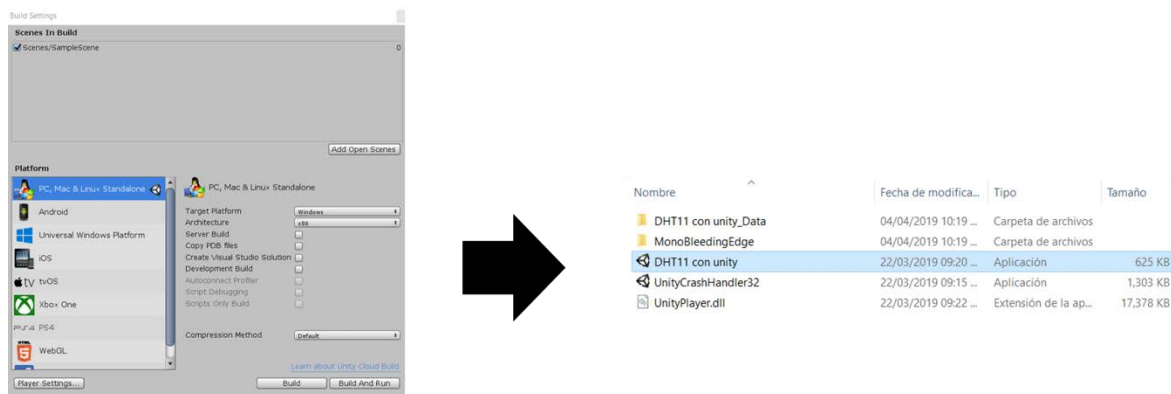 Build Settings
Scenes In Build
Scenes/SampleScene 0
Add Open Scenes
Platform
PC, Mac & Linux Standalone
Android
Universal Windows Platform
iOS
tv tvOS
Xbox One
PS4
WebGL
PC, Mac & Linux Standalone
Target Platform Windows
Architecture x86
Server Build
Copy PDB files
Create Visual Studio Solution
Development Build
Autoconnect Profiler
Script Debugging
Scripts Only Build
Compression Method Default
Learn about Unity Cloud Build
Player Settings...
Build
Build And Run
Nombre Fecha de modifica... Tipo Tamaño
DHT11 con unity_Data 04/04/2019 10:19 ... Carpeta de archivos
MonoBleedingEdge 04/04/2019 10:19 ... Carpeta de archivos
DHT11 con unity 22/03/2019 09:20 ... Aplicación 625 KB
UnityCrashHandler32 22/03/2019 09:15 ... Aplicación 1,303 KB
UnityPlayer.dll 22/03/2019 09:22 ... Extensión de la ap... 17,378 KB